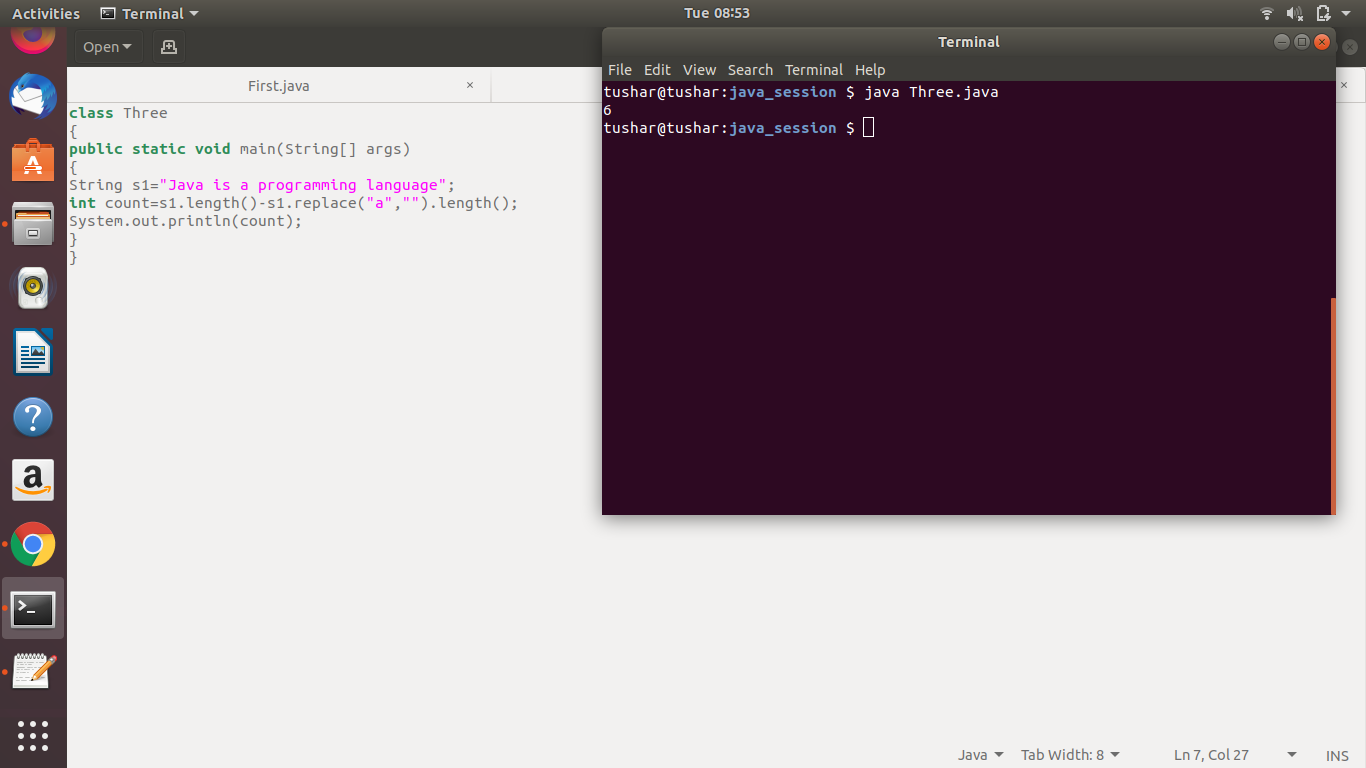 Activities Terminal Tue 08:53
Open
First.java ×
class Three
{
public static void main(String[] args)
{
String s1="Java is a programming language";
int count=s1.length()-s1.replace("a","").length();
System.out.println(count);
}
}
Terminal
File Edit View Search Terminal Help
tushar@tushar:java_session $ java Three.java
6
tushar@tushar:java_session $
Java Tab Width: 8 Ln 7, Col 27 INS